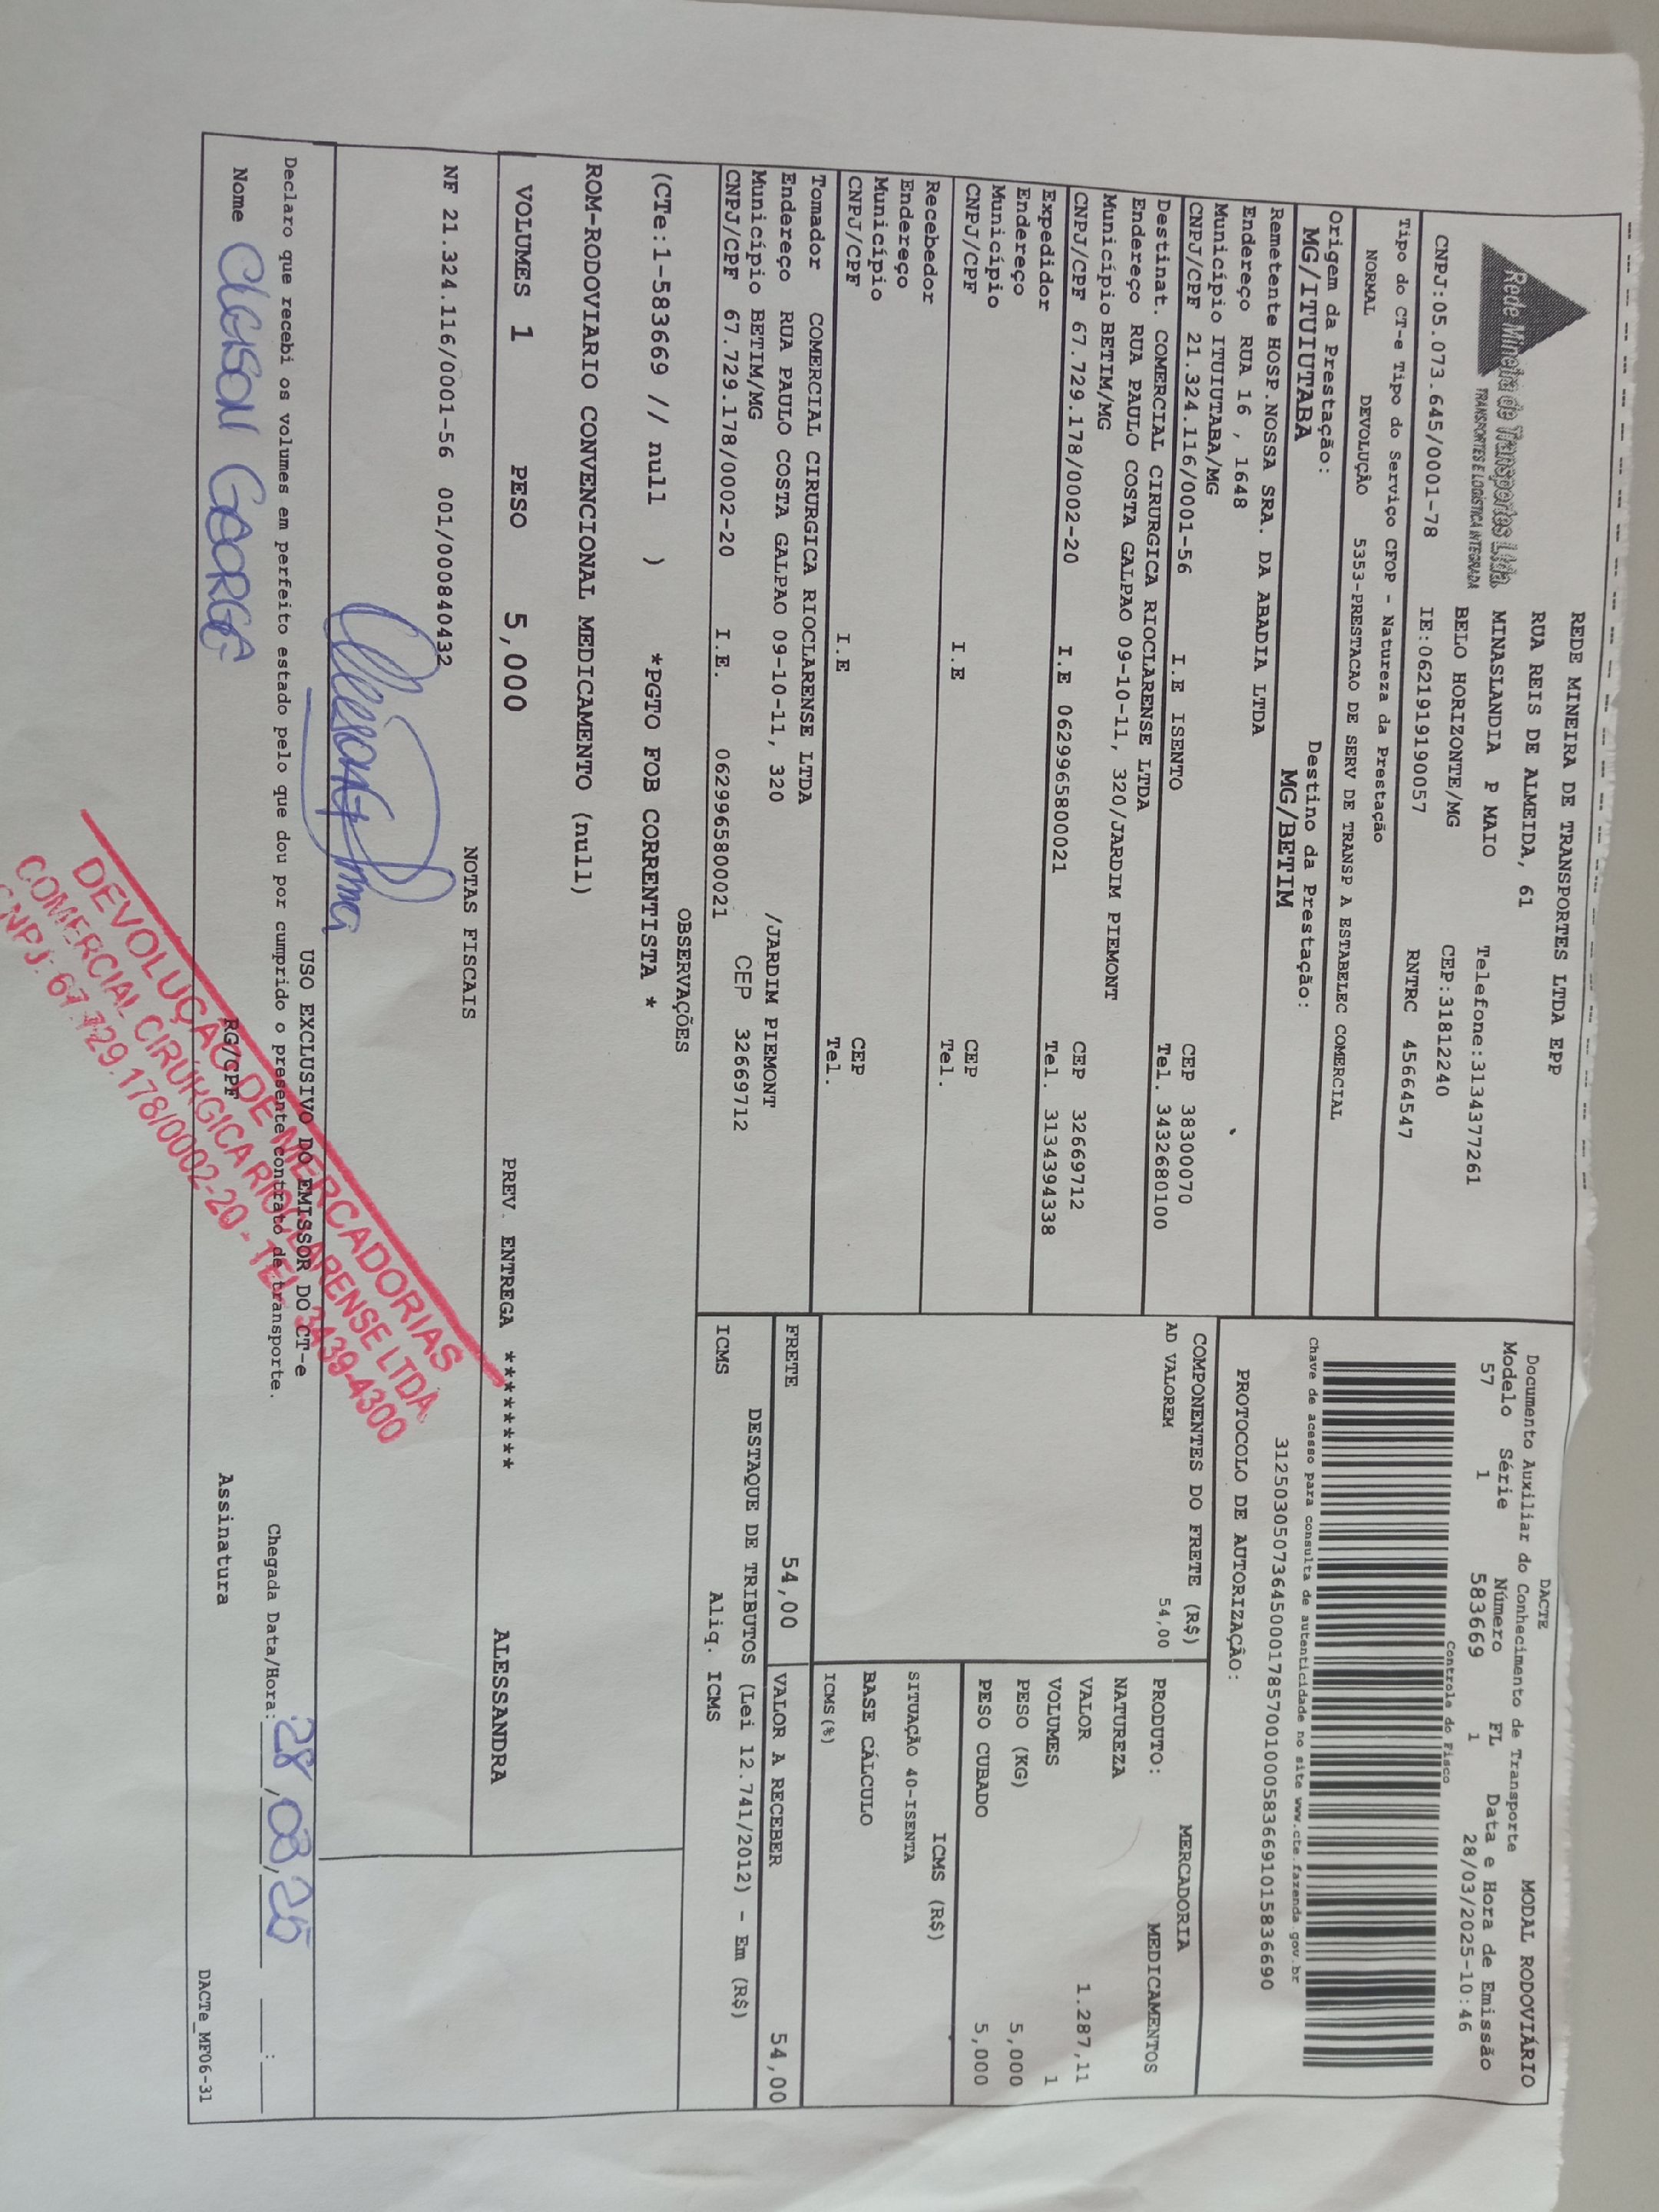 Rede Mineira de Transportes Ltda.
TRANSPORTES E LOGÍSTICA INTEGRADA
CNPJ:05.073.645/0001-78
REDE MINEIRA DE TRANSPORTES LTDA EPP
RUA REIS DE ALMEIDA, 61
MINASLANDIA P MAIO Telefone:3134377261
BELO HORIZONTE/MG CEP:31812240
IE:0621919190057 RNTRC 45664547
Tipo do CT-e Tipo do Serviço CFOP - Natureza da Prestação
NORMAL DEVOLUÇÃO 5353-PRESTACAO DE SERV DE TRANSP A ESTABELEC COMERCIAL
Origem da Prestação: Destino da Prestação:
MG/ITUIUTABA MG/BETIM
Remetente HOSP.NOSSA SRA. DA ABADIA LTDA
Endereço RUA 16 , 1648
Município ITUIUTABA/MG CEP 38300070
CNPJ/CPF 21.324.116/0001-56 I.E ISENTO Tel. 3432680100
Destinat. COMERCIAL CIRURGICA RIOCLARENSE LTDA
Endereço RUA PAULO COSTA GALPAO 09-10-11, 320/JARDIM PIEMONT
Município BETIM/MG CEP 32669712
CNPJ/CPF 67.729.178/0002-20 I.E 0629965800021 Tel. 3134394338
Expedidor
Endereço
Município CEP
CNPJ/CPF I.E Tel.
Recebedor
Endereço
Município CEP
CNPJ/CPF I.E Tel.
Tomador COMERCIAL CIRURGICA RIOCLARENSE LTDA
Endereço RUA PAULO COSTA GALPAO 09-10-11, 320 /JARDIM PIEMONT
Município BETIM/MG CEP 32669712
CNPJ/CPF 67.729.178/0002-20 I.E. 0629965800021
DACTE MODAL RODOVIÁRIO
Documento Auxiliar do Conhecimento de Transporte
Modelo Série Número FL Data e Hora de Emissão
57 1 583669 1 28/03/2025-10:46
Controle do Fisco
Chave de acesso para consulta de autenticidade no site www.cte.fazenda.gov.br
31250305073645000178570010005836691015836690
PROTOCOLO DE AUTORIZAÇÃO:
COMPONENTES DO FRETE (R$)
AD VALOREM 54,00
MERCADORIA
PRODUTO: MEDICAMENTOS
NATUREZA
VALOR 1.287,11
VOLUMES 1
PESO (KG) 5,000
PESO CUBADO 5,000
ICMS (R$)
SITUAÇÃO 40-ISENTA
BASE CÁLCULO
ICMS(%)
FRETE 54,00 VALOR A RECEBER 54,00
DESTAQUE DE TRIBUTOS (Lei 12.741/2012) - Em (R$)
ICMS Aliq. ICMS
OBSERVAÇÕES
(CTe:1-583669 // null ) *PGTO FOB CORRENTISTA *
ROM-RODOVIARIO CONVENCIONAL MEDICAMENTO (null)
VOLUMES 1 PESO 5,000 PREV. ENTREGA ********* ALESSANDRA
NOTAS FISCAIS
NF 21.324.116/0001-56 001/000840432
USO EXCLUSIVO DO EMISSOR DO CT-e
Declaro que recebi os volumes em perfeito estado pelo que dou por cumprido o presente contrato de transporte. Chegada Data/Hora: 28,03,25 :
Nome RG/CPF Assinatura
DACTe_MF06-31
DEVOLUÇÃO DE MERCADORIAS
COMERCIAL CIRÚRGICA RIOCLARENSE LTDA.
CNPJ: 67.729.178/0002-20 - TEL. 3439-4300